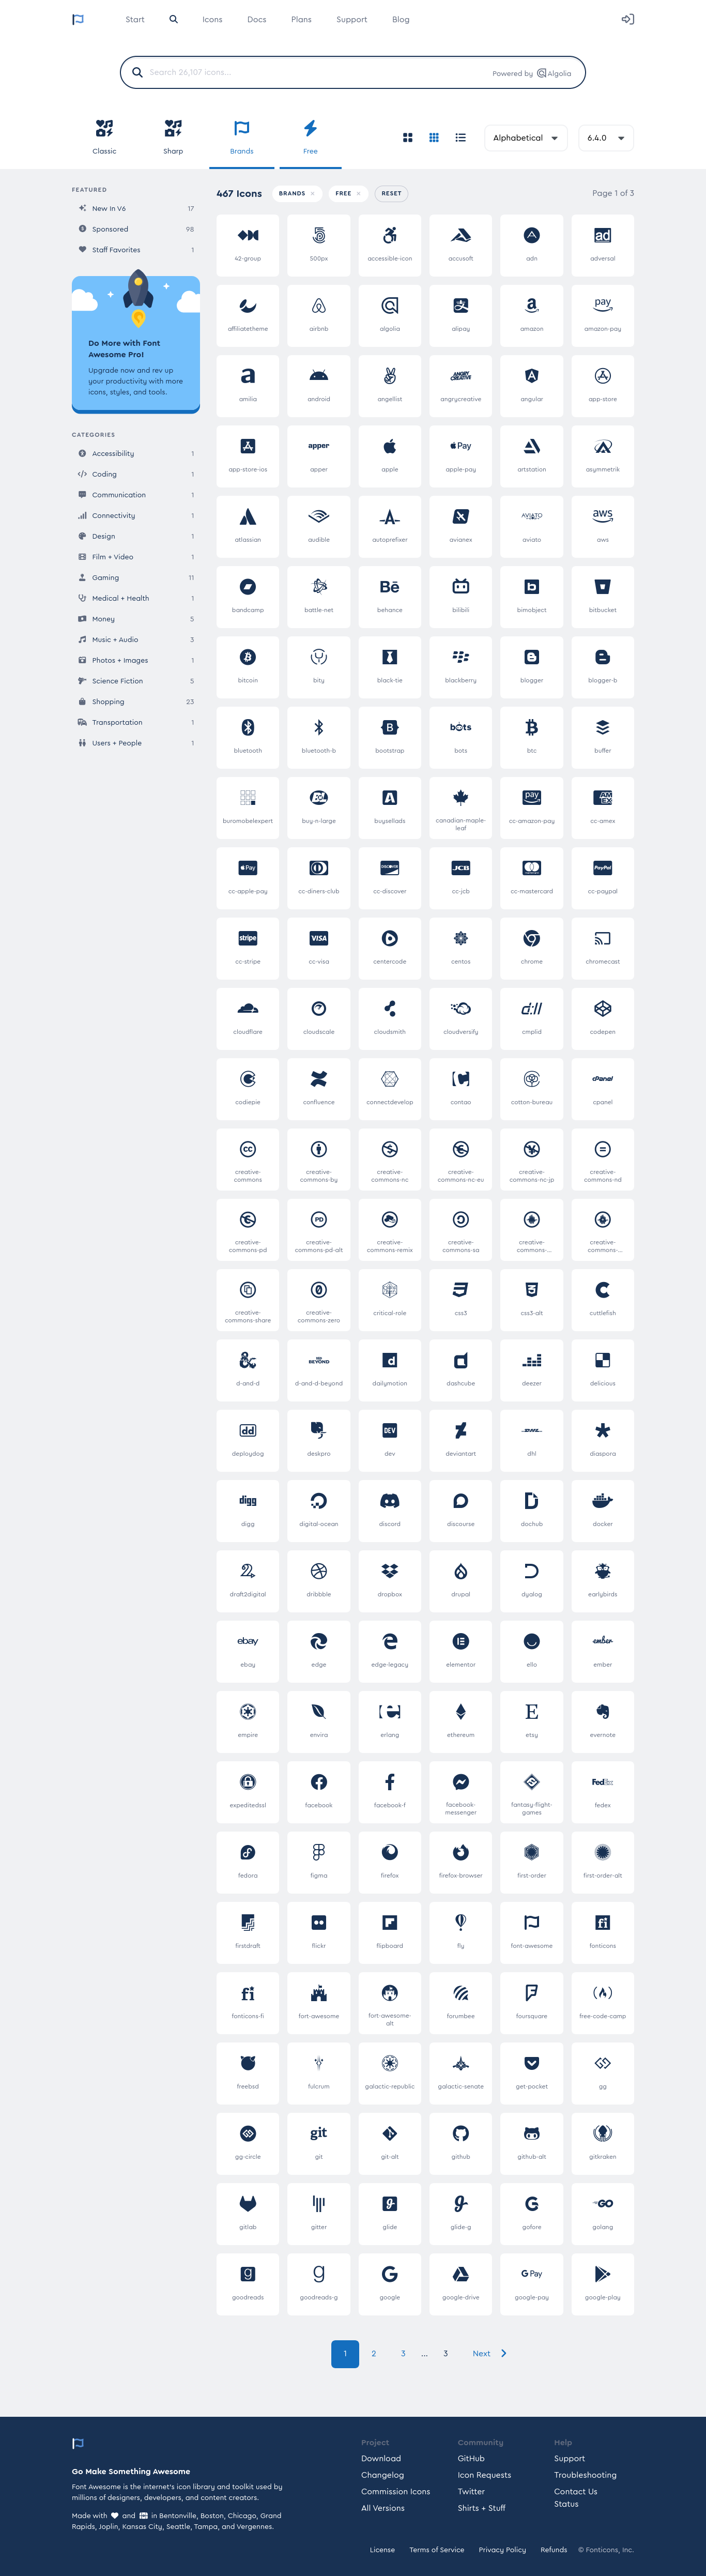 Start Icons Docs Plans Support Blog
Search 26,107 icons...
Powered by Algolia
Classic Sharp Brands Free
Alphabetical 6.4.0
FEATURED
New In V6 17
Sponsored 98
Staff Favorites 1
Do More with Font
Awesome Pro!
Upgrade now and rev up
your productivity with more
icons, styles, and tools.
CATEGORIES
Accessibility 1
Coding 1
Communication 1
Connectivity 1
Design 1
Film + Video 1
Gaming 11
Medical + Health 1
Money 5
Music + Audio 3
Photos + Images 1
Science Fiction 5
Shopping 23
Transportation 1
Users + People 1
467 Icons BRANDS × FREE × RESET Page 1 of 3
42-group 500px accessible-icon accusoft adn adversal
affiliatetheme airbnb algolia alipay amazon amazon-pay
amilia android angellist angrycreative angular app-store
app-store-ios apper apple apple-pay artstation asymmetrik
atlassian audible autoprefixer avianex aviato aws
bandcamp battle-net behance bilibili bimobject bitbucket
bitcoin bity black-tie blackberry blogger blogger-b
bluetooth bluetooth-b bootstrap bots btc buffer
buromobelexpert buy-n-large buysellads canadian-maple-
leaf cc-amazon-pay cc-amex
cc-apple-pay cc-diners-club cc-discover cc-jcb cc-mastercard cc-paypal
cc-stripe cc-visa centercode centos chrome chromecast
cloudflare cloudscale cloudsmith cloudversify cmplid codepen
codiepie confluence connectdevelop contao cotton-bureau cpanel
creative-
commons creative-
commons-by creative-
commons-nc creative-
commons-nc-eu creative-
commons-nc-jp creative-
commons-nd
creative-
commons-pd creative-
commons-pd-alt creative-
commons-remix creative-
commons-sa creative-
commons-... creative-
commons-...
creative-
commons-share creative-
commons-zero critical-role css3 css3-alt cuttlefish
d-and-d d-and-d-beyond dailymotion dashcube deezer delicious
deploydog deskpro dev deviantart dhl diaspora
digg digital-ocean discord discourse dochub docker
draft2digital dribbble dropbox drupal dyalog earlybirds
ebay edge edge-legacy elementor ello ember
empire envira erlang ethereum etsy evernote
expeditedssl facebook facebook-f facebook-
messenger fantasy-flight-
games fedex
fedora figma firefox firefox-browser first-order first-order-alt
firstdraft flickr flipboard fly font-awesome fonticons
fonticons-fi fort-awesome fort-awesome-
alt forumbee foursquare free-code-camp
freebsd fulcrum galactic-republic galactic-senate get-pocket gg
gg-circle git git-alt github github-alt gitkraken
gitlab gitter glide glide-g gofore golang
goodreads goodreads-g google google-drive google-pay google-play
1 2 3 ... 3 Next
Go Make Something Awesome
Font Awesome is the internet's icon library and toolkit used by
millions of designers, developers, and content creators.
Made with and in Bentonville, Boston, Chicago, Grand
Rapids, Joplin, Kansas City, Seattle, Tampa, and Vergennes.
Project
Download
Changelog
Commission Icons
All Versions
Community
GitHub
Icon Requests
Twitter
Shirts + Stuff
Help
Support
Troubleshooting
Contact Us
Status
License Terms of Service Privacy Policy Refunds © Fonticons, Inc.